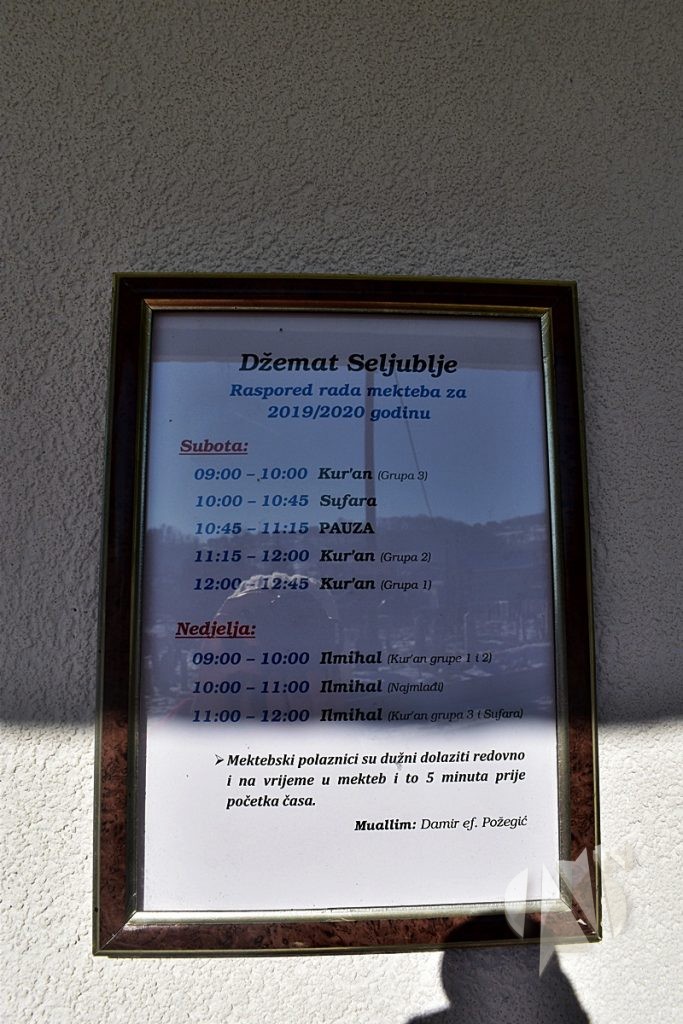 Džemat Seljublje
Raspored rada mekteba za
2019/2020 godinu
Subota:
09:00 – 10:00 Kur'an (Grupa 3)
10:00 – 10:45 Sufara
10:45 – 11:15 PAUZA
11:15 – 12:00 Kur'an (Grupa 2)
12:00 – 12:45 Kur'an (Grupa 1)
Nedjelja:
09:00 – 10:00 Ilmihal (Kur'an grupe 1 i 2)
10:00 – 11:00 Ilmihal (Najmlađi)
11:00 – 12:00 Ilmihal (Kur'an grupa 3 i Sufara)
➢ Mektebski polaznici su dužni dolaziti redovno
i na vrijeme u mekteb i to 5 minuta prije
početka časa.
Muallim: Damir ef. Požegić